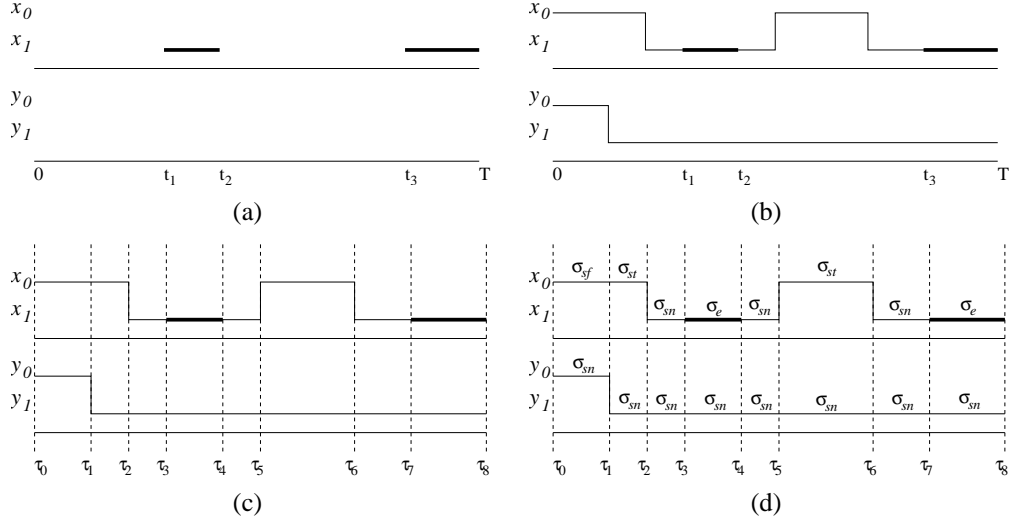 x0
x1
y0
y1
0 t1 t2 t3 T
(a)
x0
x1
y0
y1
0 t1 t2 t3 T
(b)
x0
x1
y0
y1
τ0 τ1 τ2 τ3 τ4 τ5 τ6 τ7 τ8
(c)
σsf σst σst
x0
x1
σsn σe σsn σsn σe
y0
σsn
y1
σsn σsn σsn σsn σsn σsn σsn
τ0 τ1 τ2 τ3 τ4 τ5 τ6 τ7 τ8
(d)